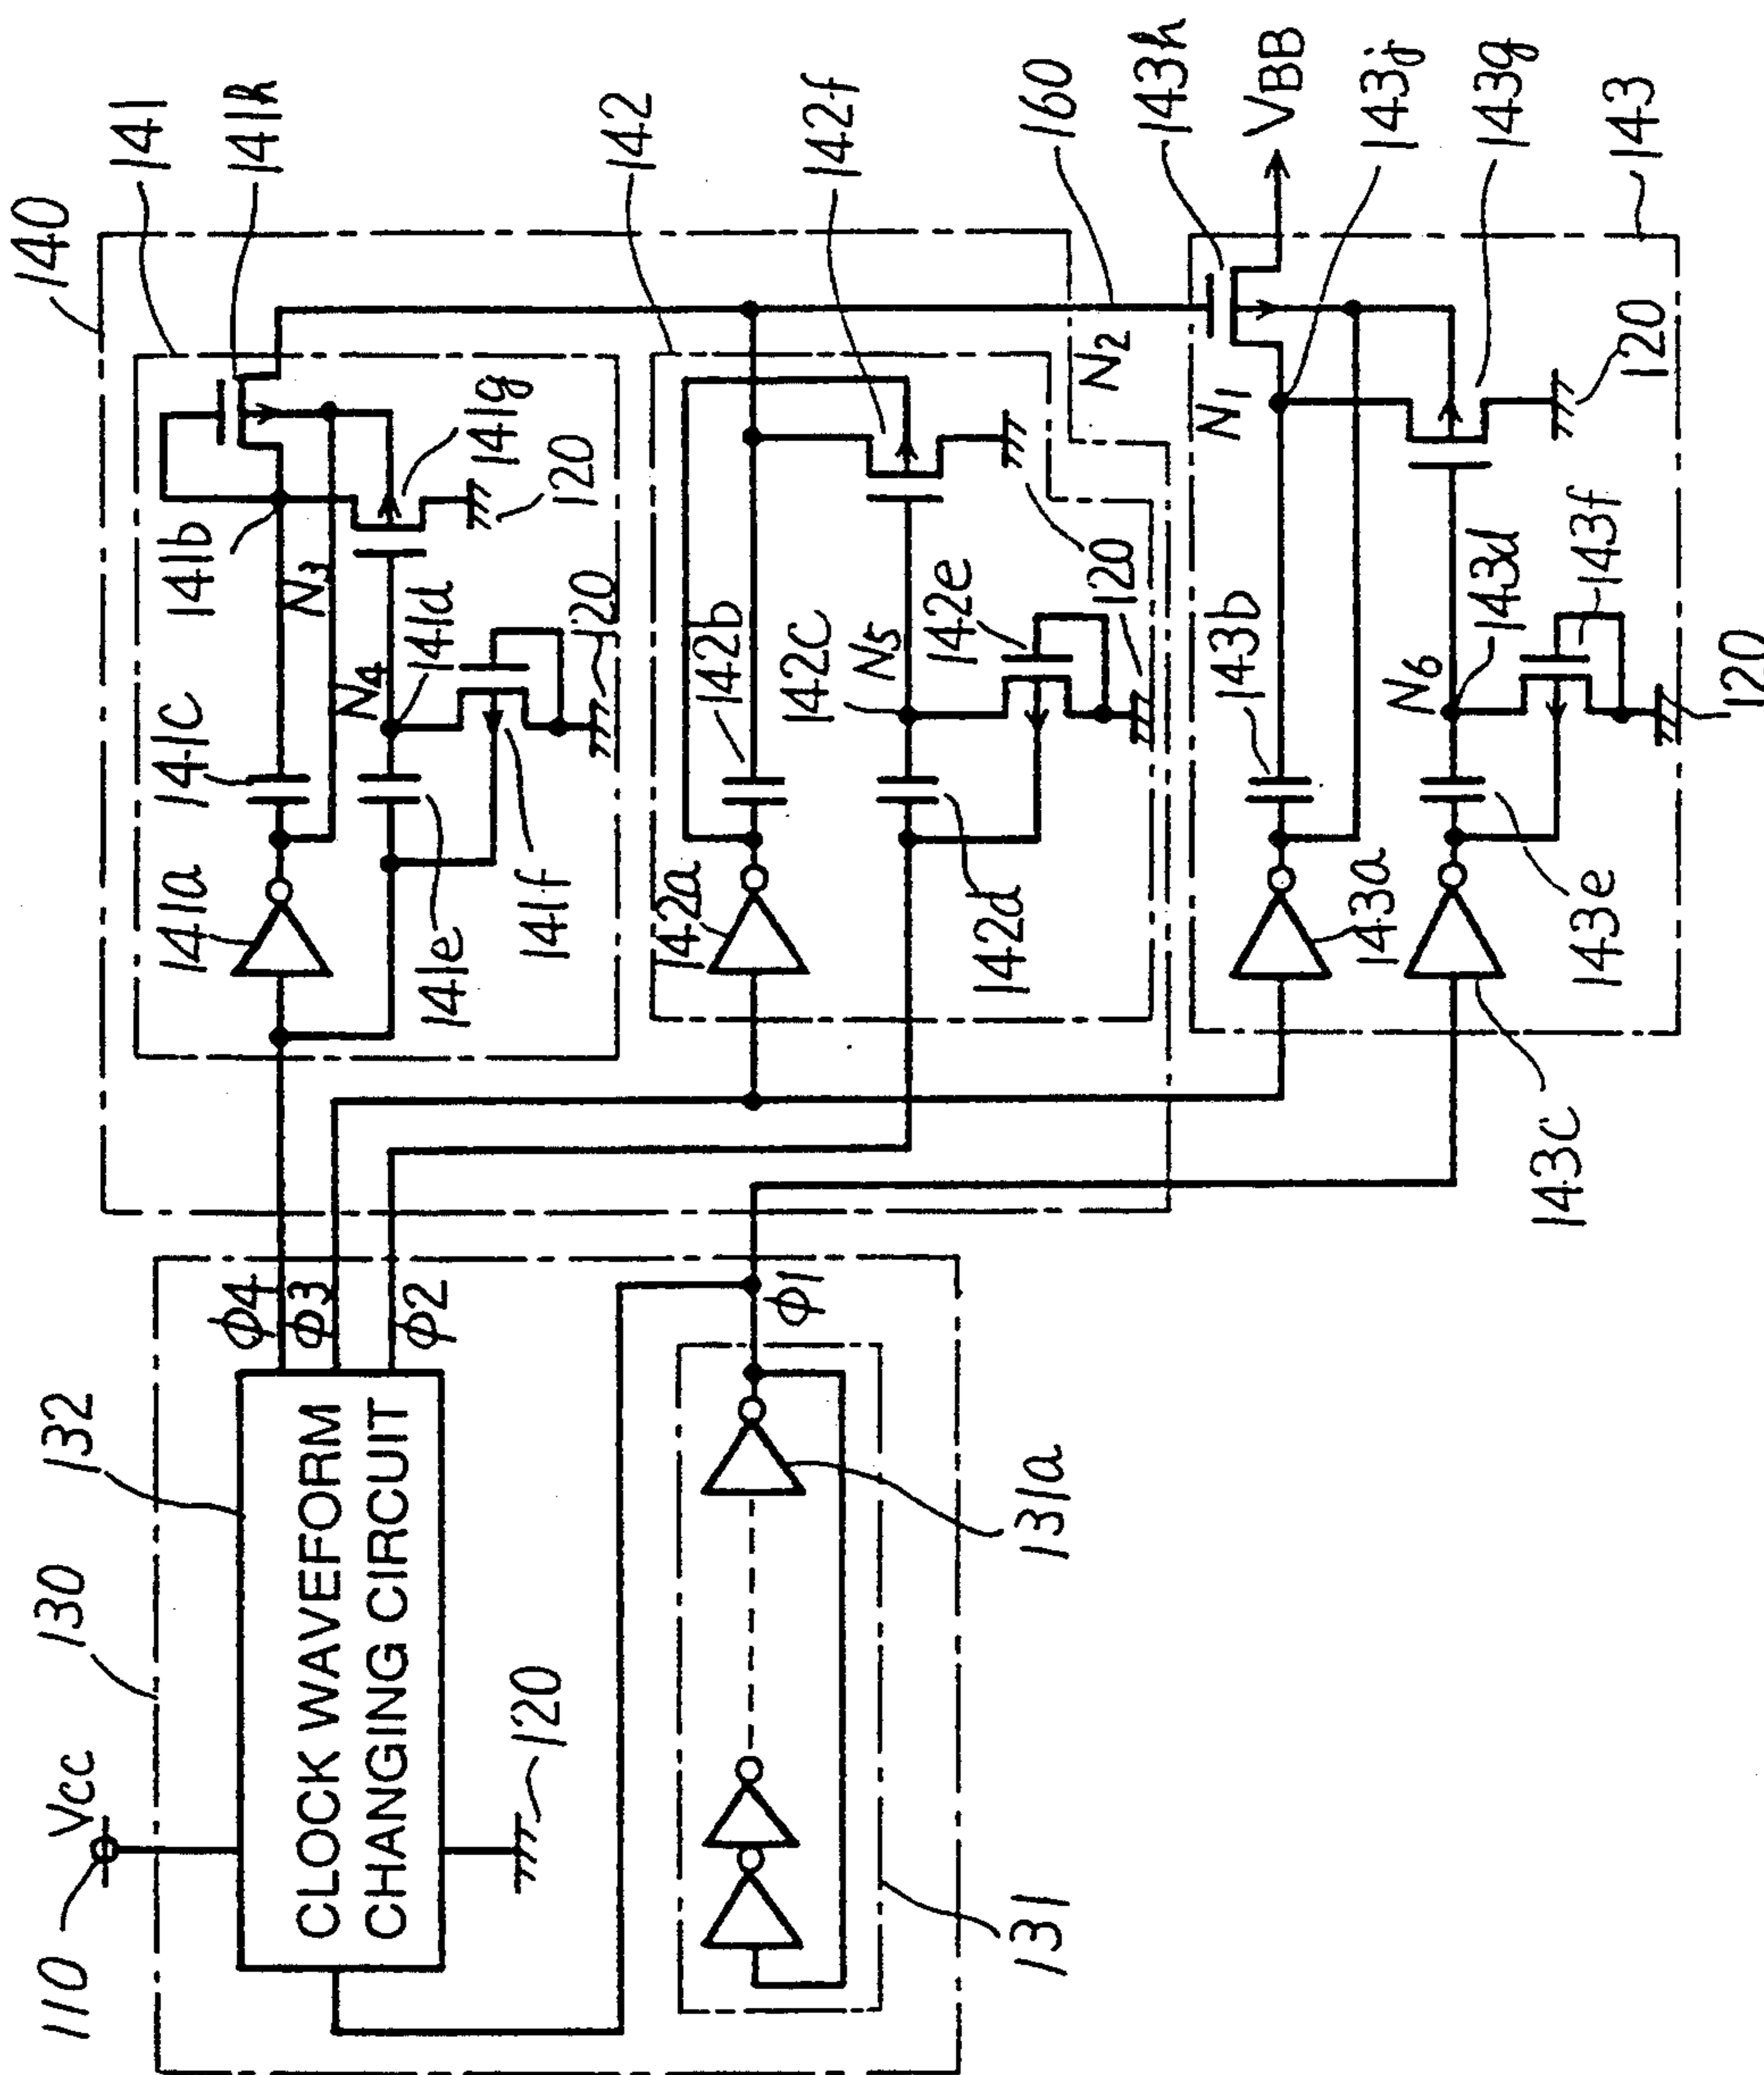 140
141
141h
142
142f
160
143h
VBB
143j
143g
143
120
N2
N1
141g
120
141b
N3
141d
120
N4
141c
142b
142c
N5
142e
120
143b
N6
143d
143f
120
141a
141e
141f
142a
142d
143a
143e
143c
130
132
110
Vcc
CLOCK WAVEFORM
CHANGING CIRCUIT
120
φ4
φ3
φ2
φ1
131a
131